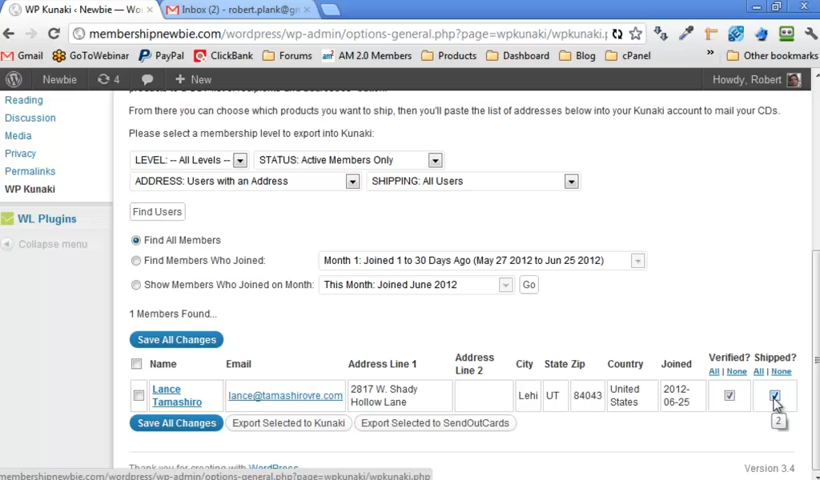 WP Kunaki ‹ Newbie — Word
Inbox (2) - robert.plank@gm
membershipnewbie.com/wordpress/wp-admin/options-general.php?page=wpkunaki/wpkunaki.
Gmail GoToWebinar PayPal ClickBank Forums AM 2.0 Members Products Dashboard Blog cPanel »
Newbie 4 + New Howdy, Robert
Reading
Discussion
Media
Privacy
Permalinks
WP Kunaki
WL Plugins
Collapse menu
From there you can choose which products you want to ship, then you'll paste the list of addresses below into your Kunaki account to mail your CDs.
Please select a membership level to export into Kunaki:
LEVEL: -- All Levels -- STATUS: Active Members Only
ADDRESS: Users with an Address SHIPPING: All Users
Find Users
Find All Members
Find Members Who Joined: Month 1: Joined 1 to 30 Days Ago (May 27 2012 to Jun 25 2012)
Show Members Who Joined on Month: This Month: Joined June 2012 Go
1 Members Found...
Save All Changes
Name Email Address Line 1 Address Line 2 City State Zip Country Joined Verified? All | None Shipped? All | None
Lance Tamashiro lance@tamashirovre.com 2817 W. Shady Hollow Lane Lehi UT 84043 United States 2012-06-25
2
Save All Changes Export Selected to Kunaki Export Selected to SendOutCards
Thank you for creating with WordPress Version 3.4
membershipnewbie.com/wordpress/wp-admin/options-general.php?page=wpkunaki/wpkunaki.php